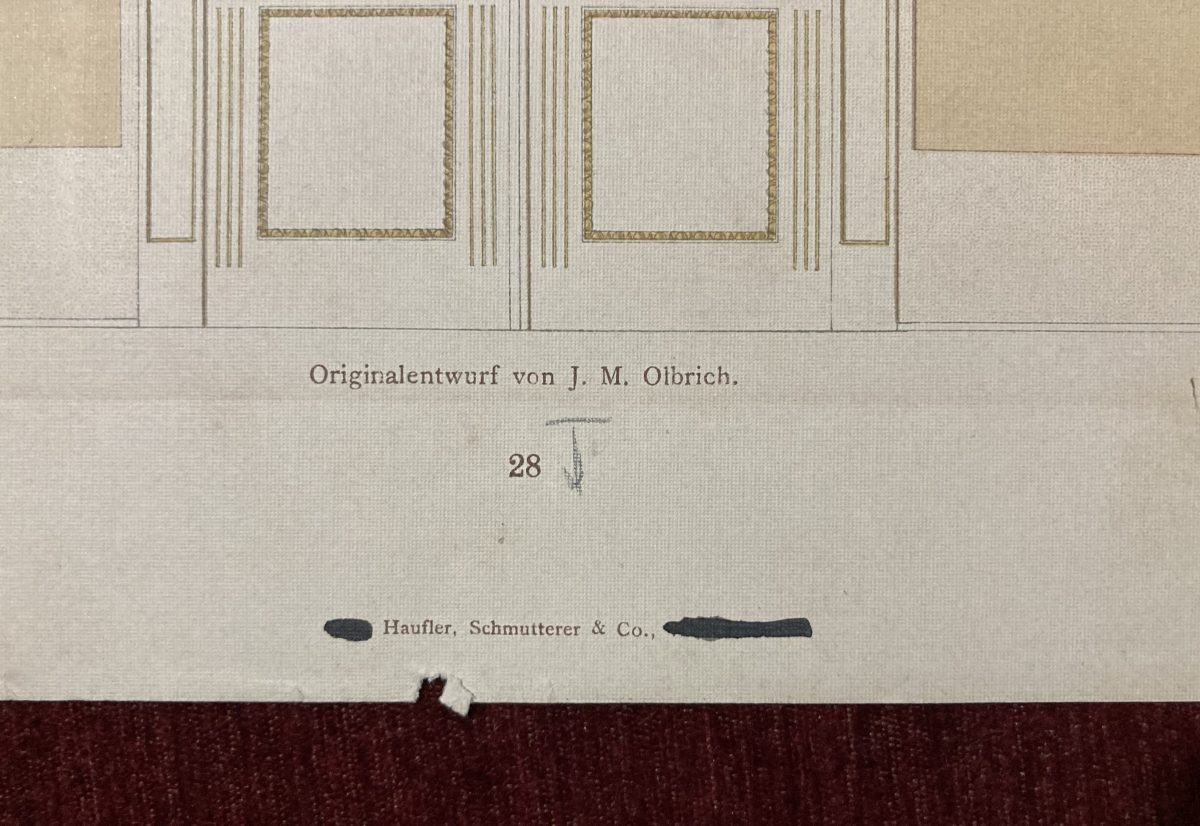 Originalentwurf von J. M. Olbrich.
28
Haufler, Schmutterer & Co.,